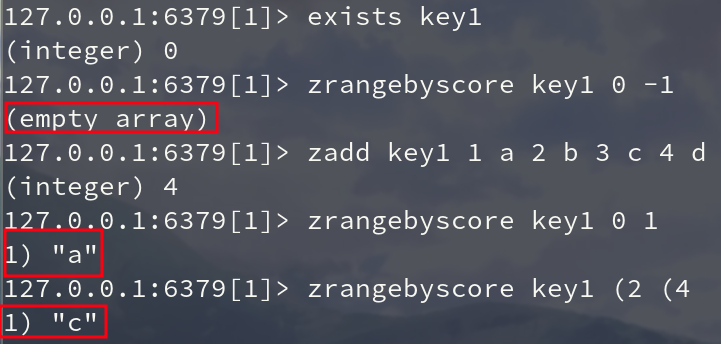 127.0.0.1:6379[1]> exists key1
(integer) 0
127.0.0.1:6379[1]> zrangebyscore key1 0 -1
(empty array)
127.0.0.1:6379[1]> zadd key1 1 a 2 b 3 c 4 d
(integer) 4
127.0.0.1:6379[1]> zrangebyscore key1 0 1
1) "a"
127.0.0.1:6379[1]> zrangebyscore key1 (2 (4
1) "c"